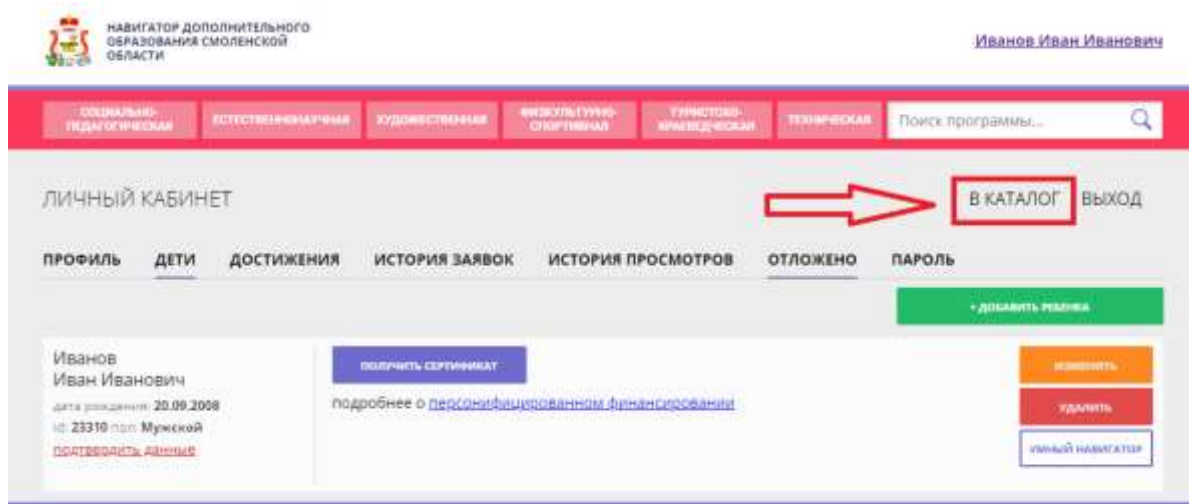 НАВИГАТОР ДОПОЛНИТЕЛЬНОГО
ОБРАЗОВАНИЯ СМОЛЕНСКОЙ
ОБЛАСТИ
Иванов Иван Иванович
СОЦИАЛЬНО-
ПЕДАГОГИЧЕСКАЯ
ЕСТЕСТВЕННОНАУЧНАЯ
ХУДОЖЕСТВЕННАЯ
ФИЗКУЛЬТУРНО-
СПОРТИВНАЯ
ТУРИСТСКО-
КРАЕВЕДЧЕСКАЯ
ТЕХНИЧЕСКАЯ
Поиск программы...
ЛИЧНЫЙ КАБИНЕТ
В КАТАЛОГ ВЫХОД
ПРОФИЛЬ ДЕТИ ДОСТИЖЕНИЯ ИСТОРИЯ ЗАЯВОК ИСТОРИЯ ПРОСМОТРОВ ОТЛОЖЕНО ПАРОЛЬ
+ ДОБАВИТЬ РЕБЕНКА
Иванов
Иван Иванович
дата рождения: 20.09.2008
id: 23310 пол: Мужской
подтвердить данные
ПОЛУЧИТЬ СЕРТИФИКАТ
подробнее о персонифицированном финансировании
ИЗМЕНИТЬ
УДАЛИТЬ
УМНЫЙ НАВИГАТОР